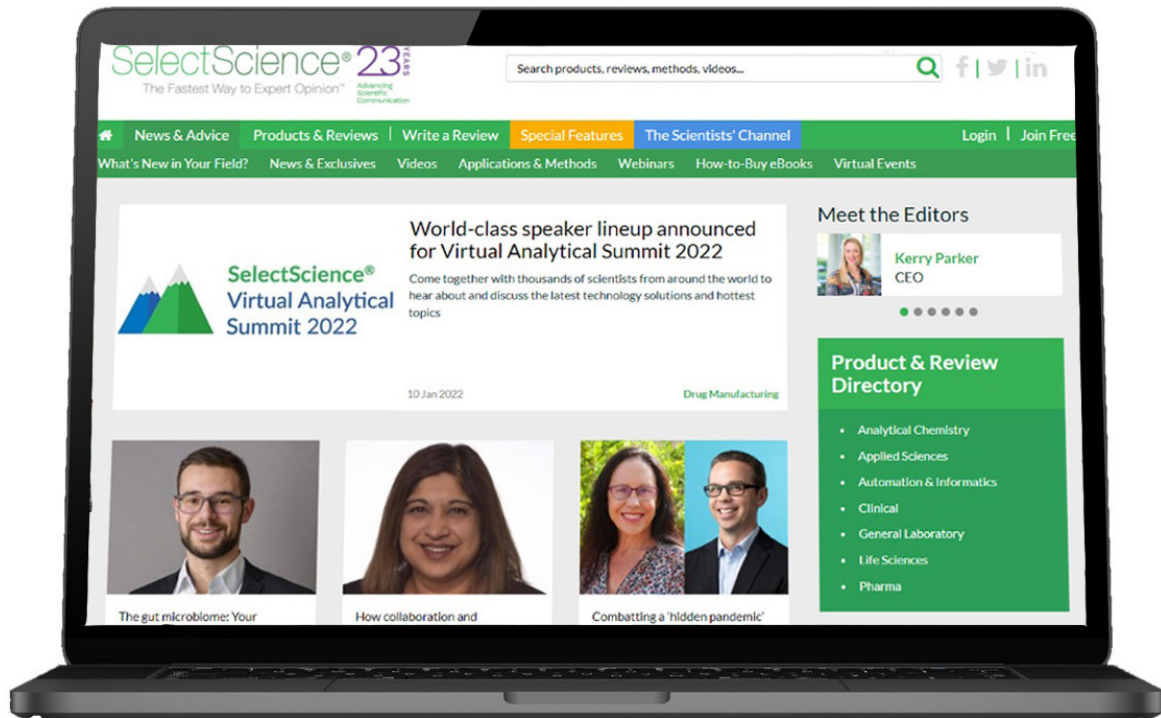 SelectScience® 23 YEARS
The Fastest Way to Expert Opinion™
Advancing
Scientific
Communication
Search products, reviews, methods, videos...
f | | in
News & Advice Products & Reviews | Write a Review Special Features The Scientists' Channel Login | Join Free
What's New in Your Field? News & Exclusives Videos Applications & Methods Webinars How-to-Buy eBooks Virtual Events
SelectScience®
Virtual Analytical
Summit 2022
World-class speaker lineup announced
for Virtual Analytical Summit 2022
Come together with thousands of scientists from around the world to
hear about and discuss the latest technology solutions and hottest
topics
10 Jan 2022 Drug Manufacturing
Meet the Editors
Kerry Parker
CEO
Product & Review
Directory
• Analytical Chemistry
• Applied Sciences
• Automation & Informatics
• Clinical
• General Laboratory
• Life Sciences
• Pharma
The gut microbiome: Your
How collaboration and
Combatting a 'hidden pandemic'